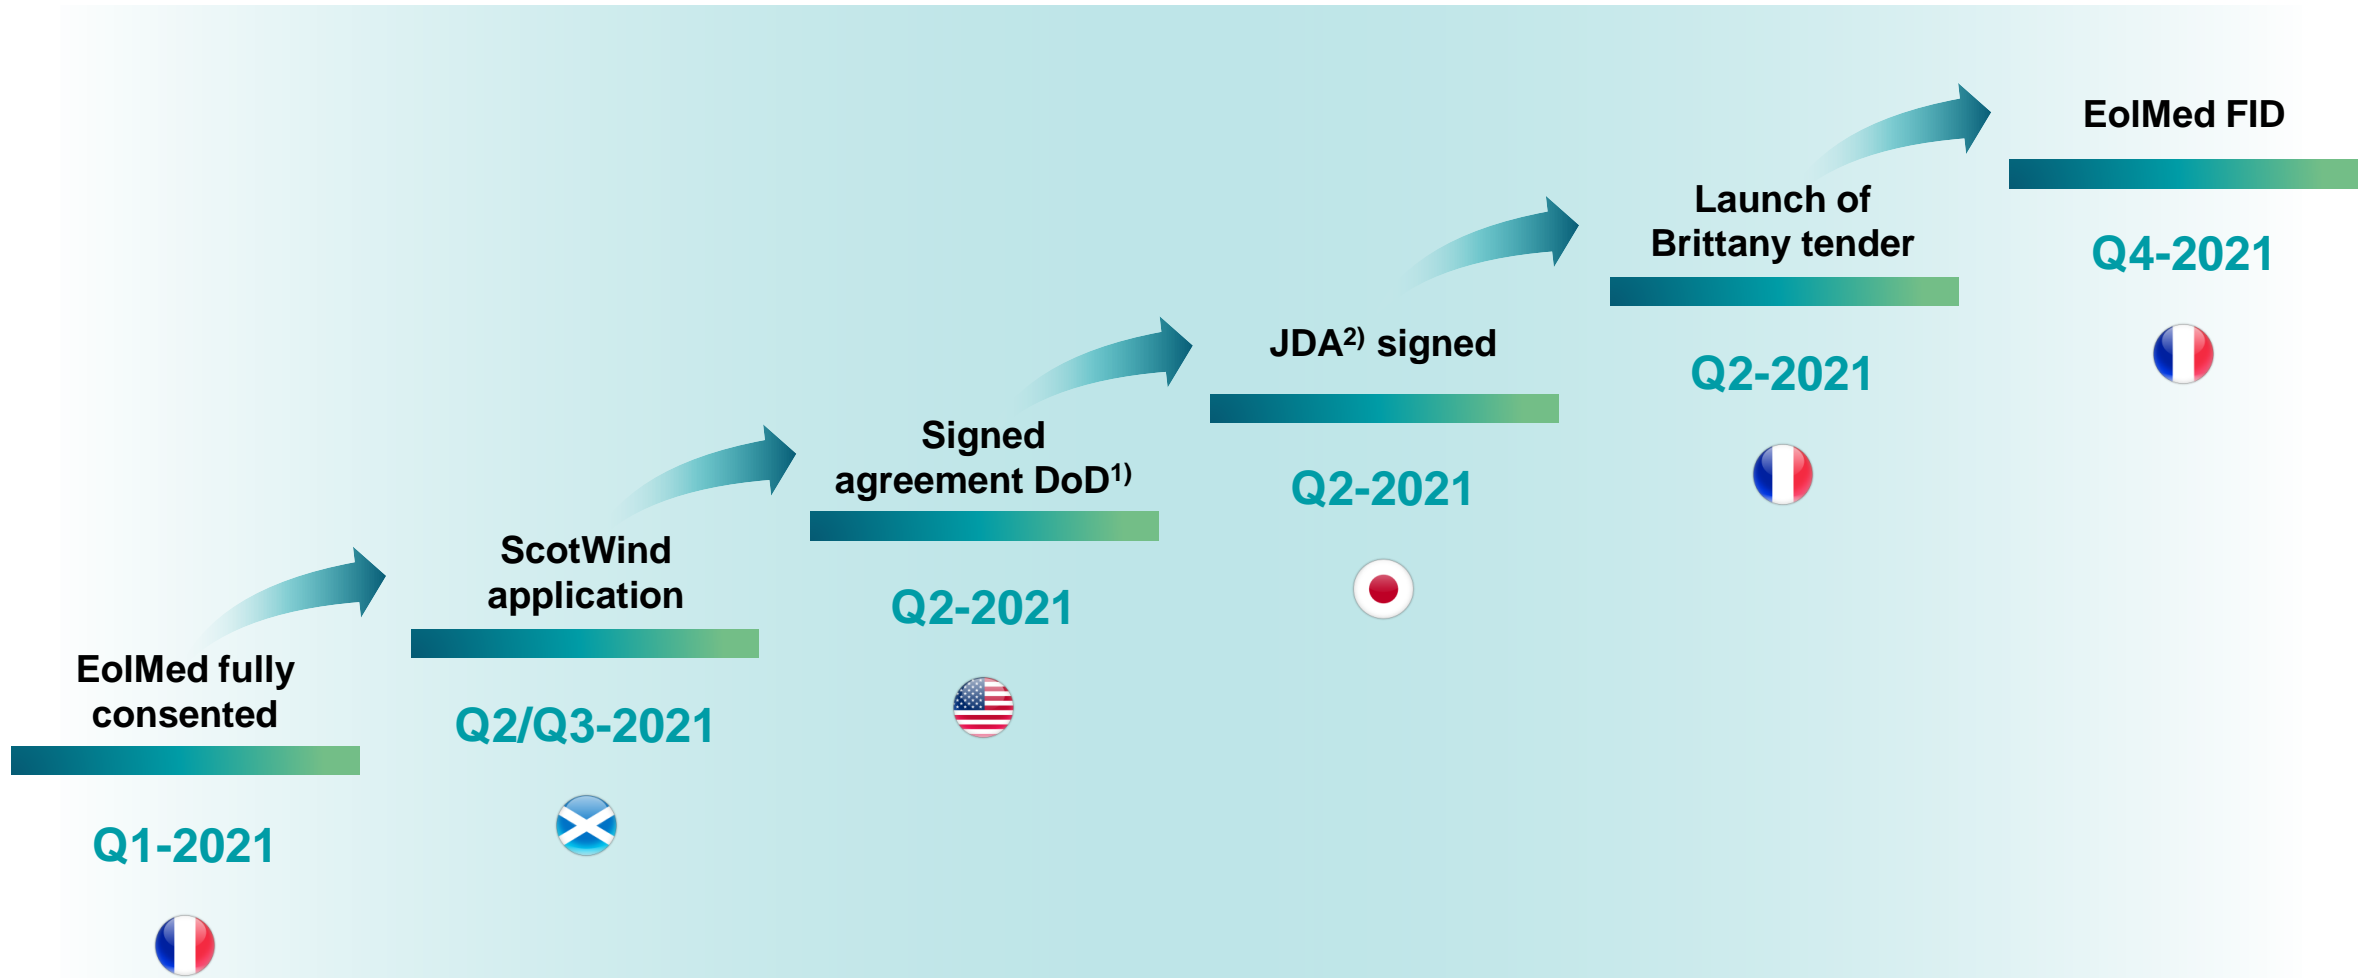 EolMed fully
consented
Q1-2021
ScotWind
application
Q2/Q3-2021
Signed
agreement DoD1)
Q2-2021
JDA2) signed
Q2-2021
Launch of
Brittany tender
Q2-2021
EolMed FID
Q4-2021